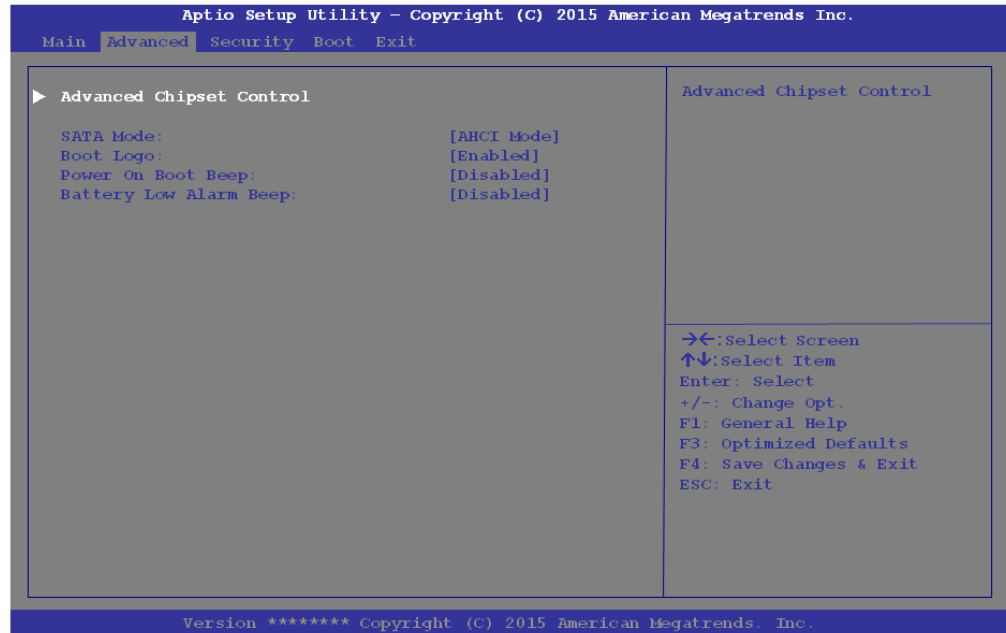 Aptio Setup Utility – Copyright (C) 2015 American Megatrends Inc.
Main Advanced Security Boot Exit
▶ Advanced Chipset Control
SATA Mode: [AHCI Mode]
Boot Logo: [Enabled]
Power On Boot Beep: [Disabled]
Battery Low Alarm Beep: [Disabled]
Advanced Chipset Control
→←:Select Screen
↑↓:Select Item
Enter: Select
+/-: Change Opt.
F1: General Help
F3: Optimized Defaults
F4: Save Changes & Exit
ESC: Exit
Version ******** Copyright (C) 2015 American Megatrends. Inc.